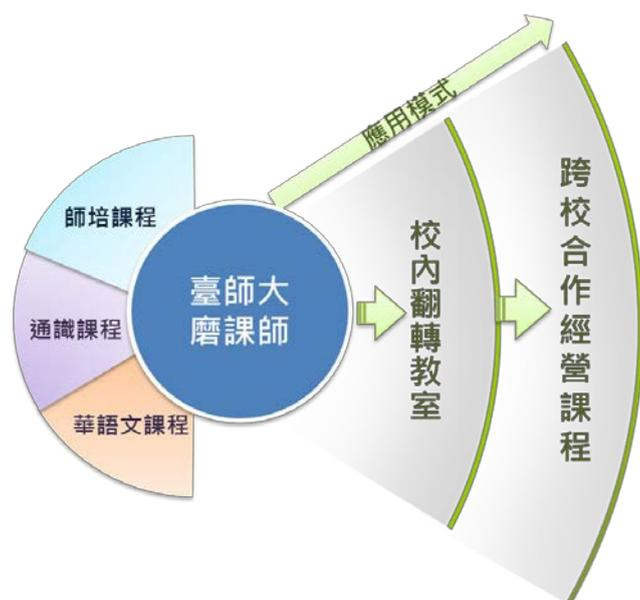 師培課程
通識課程
華語文課程
臺師大
磨課師
應用模式
校內翻轉教室
跨校合作經營課程